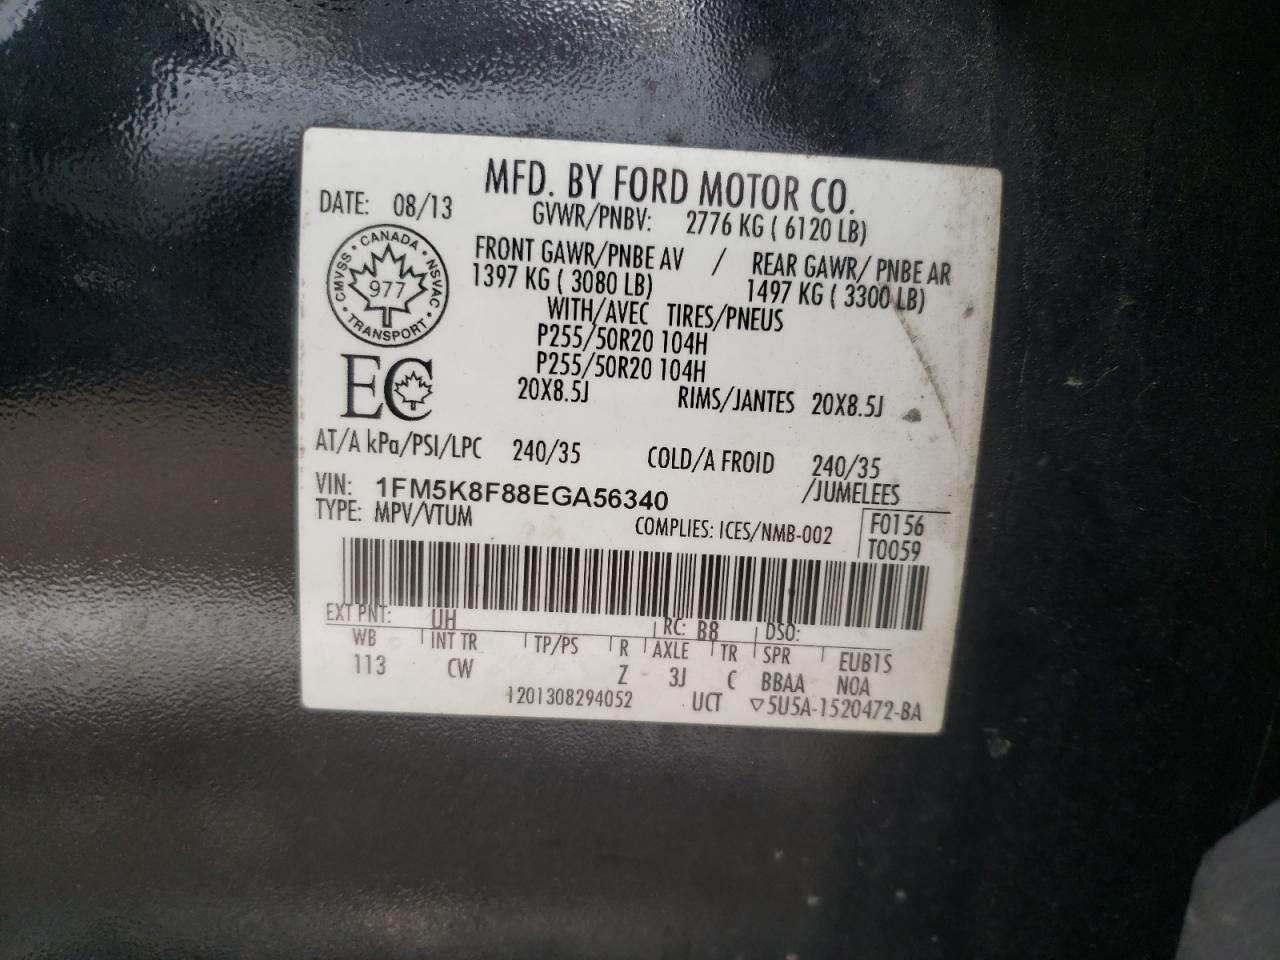 MFD. BY FORD MOTOR CO.
DATE: 08/13
GVWR/PNBV: 2776 KG ( 6120 LB)
FRONT GAWR/PNBE AV / REAR GAWR/ PNBE AR
1397 KG ( 3080 LB) 1497 KG ( 3300 LB)
WITH/AVEC TIRES/PNEUS
P255/50R20 104H
P255/50R20 104H
20X8.5J RIMS/JANTES 20X8.5J
CANADA · NSVAC · TRANSPORT · CMVSS ·
977
EC
AT/A kPa/PSI/LPC 240/35 COLD/A FROID 240/35
/JUMELEES
VIN: 1FM5K8F88EGA56340
TYPE: MPV/VTUM COMPLIES: ICES/NMB-002
F0156
T0059
EXT PNT: UH RC: B8 DSO:
WB INT TR TP/PS R AXLE TR SPR EUB1S
113 CW Z 3J C BBAA NOA
1201308294052 UCT ▽5U5A-1520472-BA